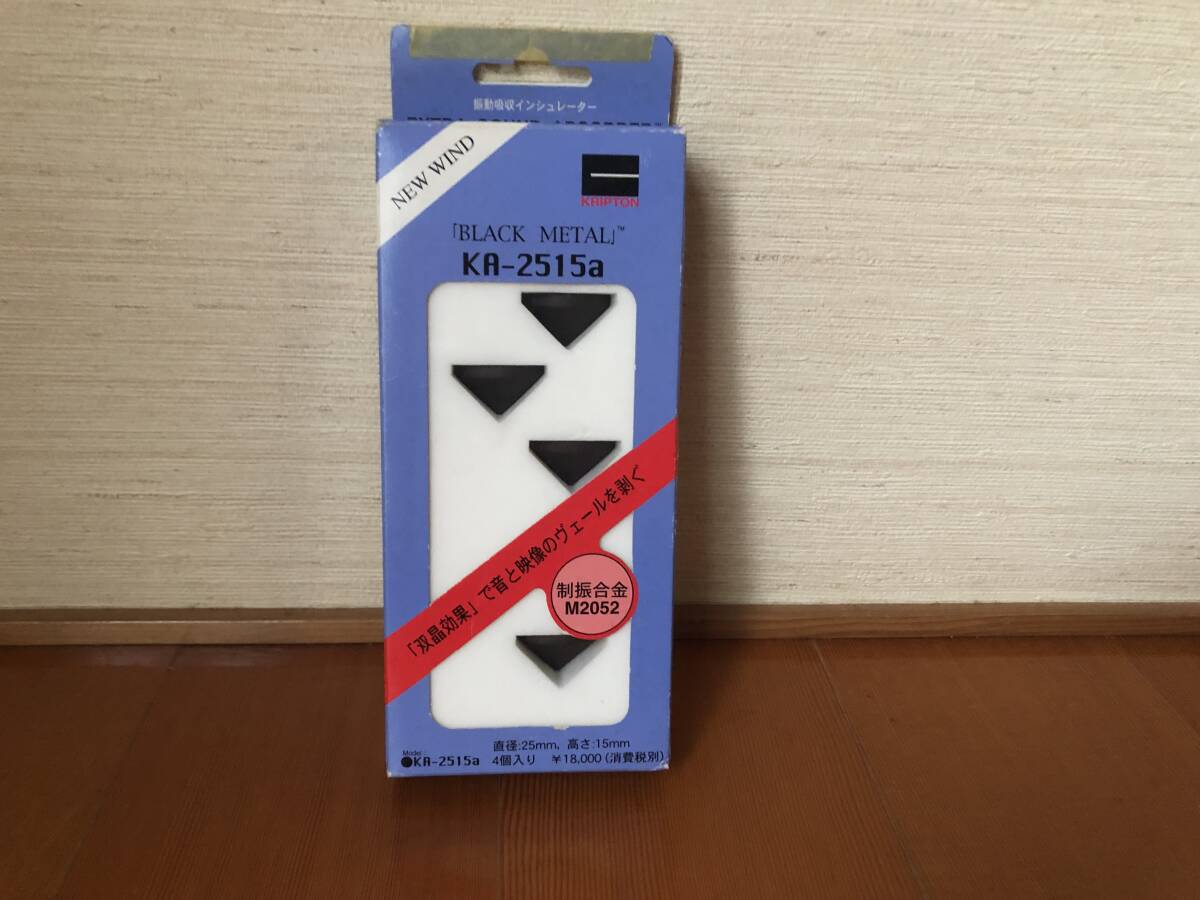 振動吸収インシュレーター
EXTRA SOUND ABSORBER™
NEW WIND
KRIPTON
「BLACK METAL」™
KA-2515a
「双晶効果」で音と映像のヴェールを剥ぐ
制振合金
M2052
直径:25mm, 高さ:15mm
Model :
●KA-2515a 4個入り ¥18,000(消費税別)